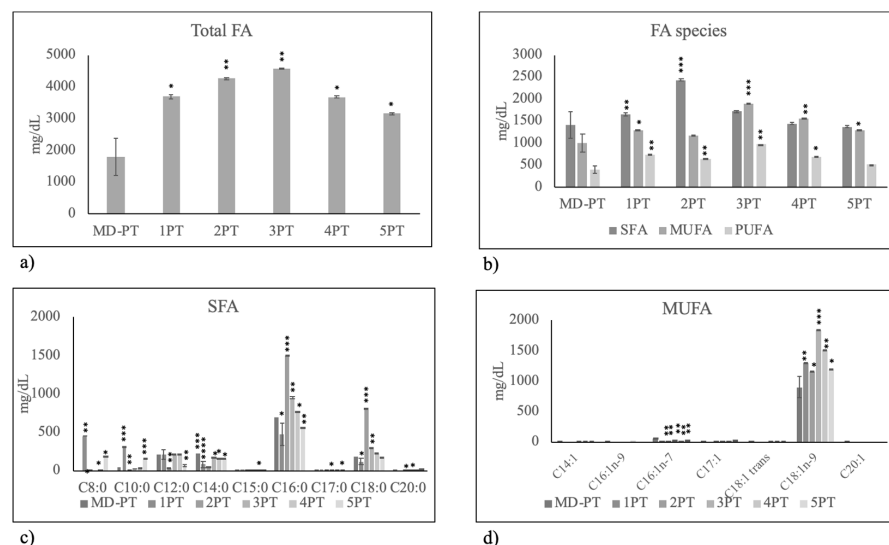 Total FA
5000
4000
3000
2000
1000
0
mg/dL
* ** ** * *
MD-PT 1PT 2PT 3PT 4PT 5PT
a)
FA species
3000
2500
2000
1500
1000
500
0
mg/dL
** * ** *** ** *** ** ** * *
MD-PT 1PT 2PT 3PT 4PT 5PT
SFA MUFA PUFA
b)
SFA
2000
1500
1000
500
0
mg/dL
C8:0 C10:0 C12:0 C14:0 C15:0 C16:0 C17:0 C18:0 C20:0
MD-PT 1PT 2PT 3PT 4PT 5PT
c)
MUFA
2000
1500
1000
500
0
mg/dL
C14:1 C16:1n-9 C16:1n-7 C17:1 C18:1 trans C18:1n-9 C20:1
MD-PT 1PT 2PT 3PT 4PT 5PT
d)